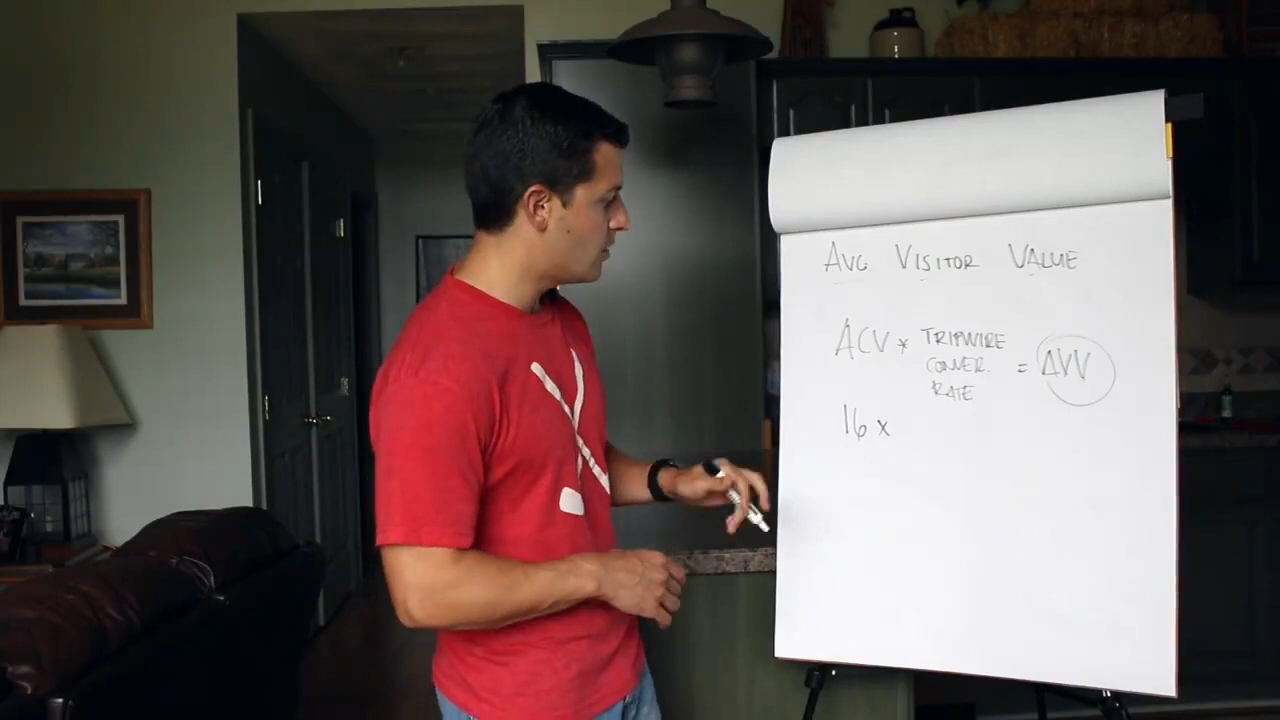 AVG. VISITOR VALUE
ACV * TRIPWIRE CONVER. RATE = AVV
16 x